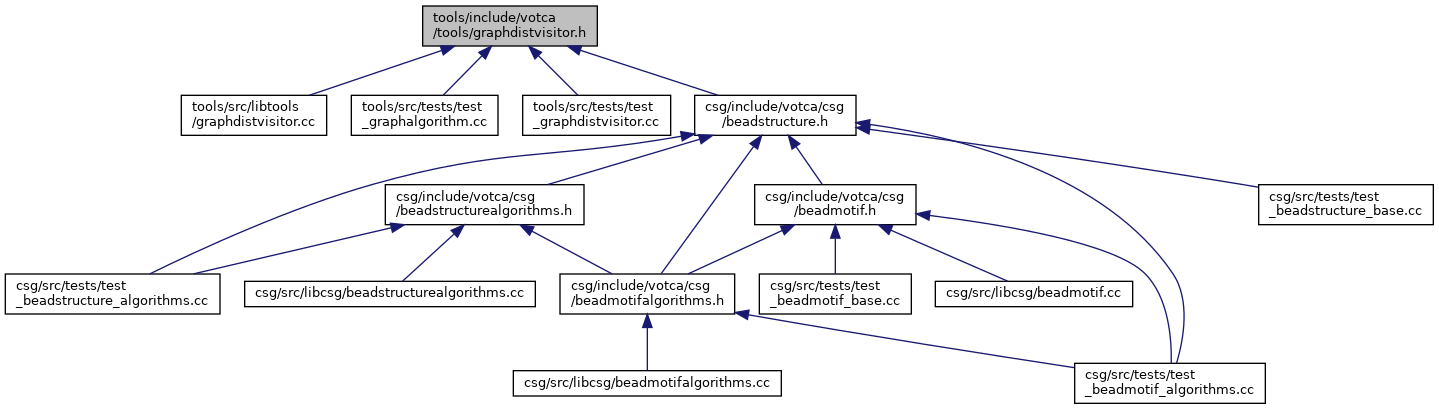 tools/include/votca
/tools/graphdistvisitor.h
tools/src/libtools
/graphdistvisitor.cc
tools/src/tests/test
_graphalgorithm.cc
tools/src/tests/test
_graphdistvisitor.cc
csg/include/votca/csg
/beadstructure.h
csg/include/votca/csg
/beadstructurealgorithms.h
csg/include/votca/csg
/beadmotif.h
csg/src/tests/test
_beadstructure_base.cc
csg/src/tests/test
_beadstructure_algorithms.cc
csg/src/libcsg/beadstructurealgorithms.cc
csg/include/votca/csg
/beadmotifalgorithms.h
csg/src/tests/test
_beadmotif_base.cc
csg/src/libcsg/beadmotif.cc
csg/src/libcsg/beadmotifalgorithms.cc
csg/src/tests/test
_beadmotif_algorithms.cc